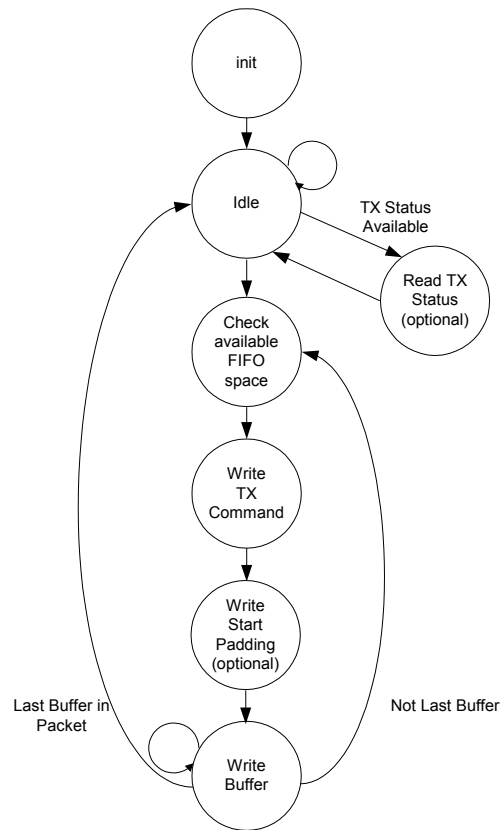 init
Idle
TX Status
Available
Read TX
Status
(optional)
Check
available
FIFO
space
Write
TX
Command
Write
Start
Padding
(optional)
Last Buffer in
Packet
Not Last Buffer
Write
Buffer